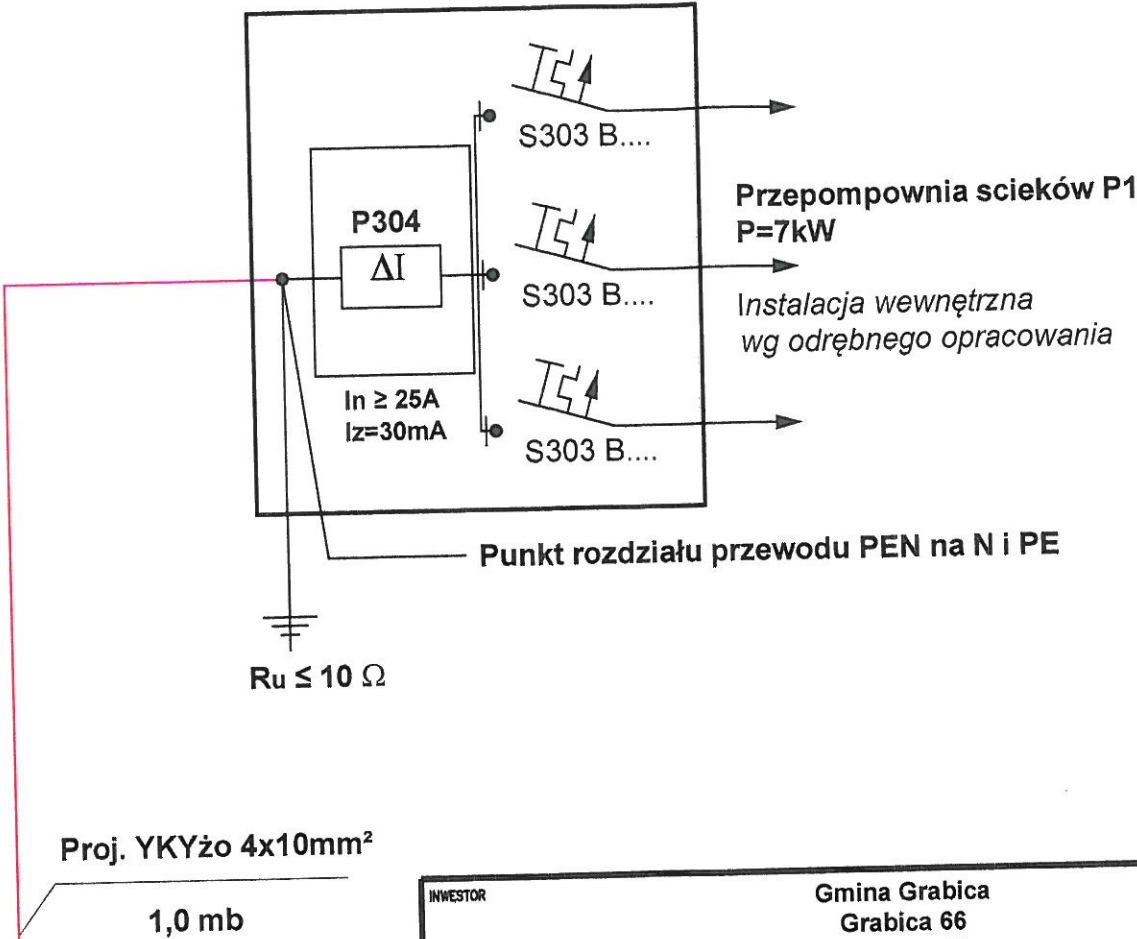 S303 B....
Przepompownia scieków P1
P=7kW
P304
ΔI
S303 B....
Instalacja wewnętrzna
wg odrębnego opracowania
In ≥ 25A
Iz=30mA
S303 B....
Punkt rozdziału przewodu PEN na N i PE
Ru ≤ 10 Ω
Proj. YKYżo 4x10mm²
1,0 mb
INWESTOR
Gmina Grabica
Grabica 66